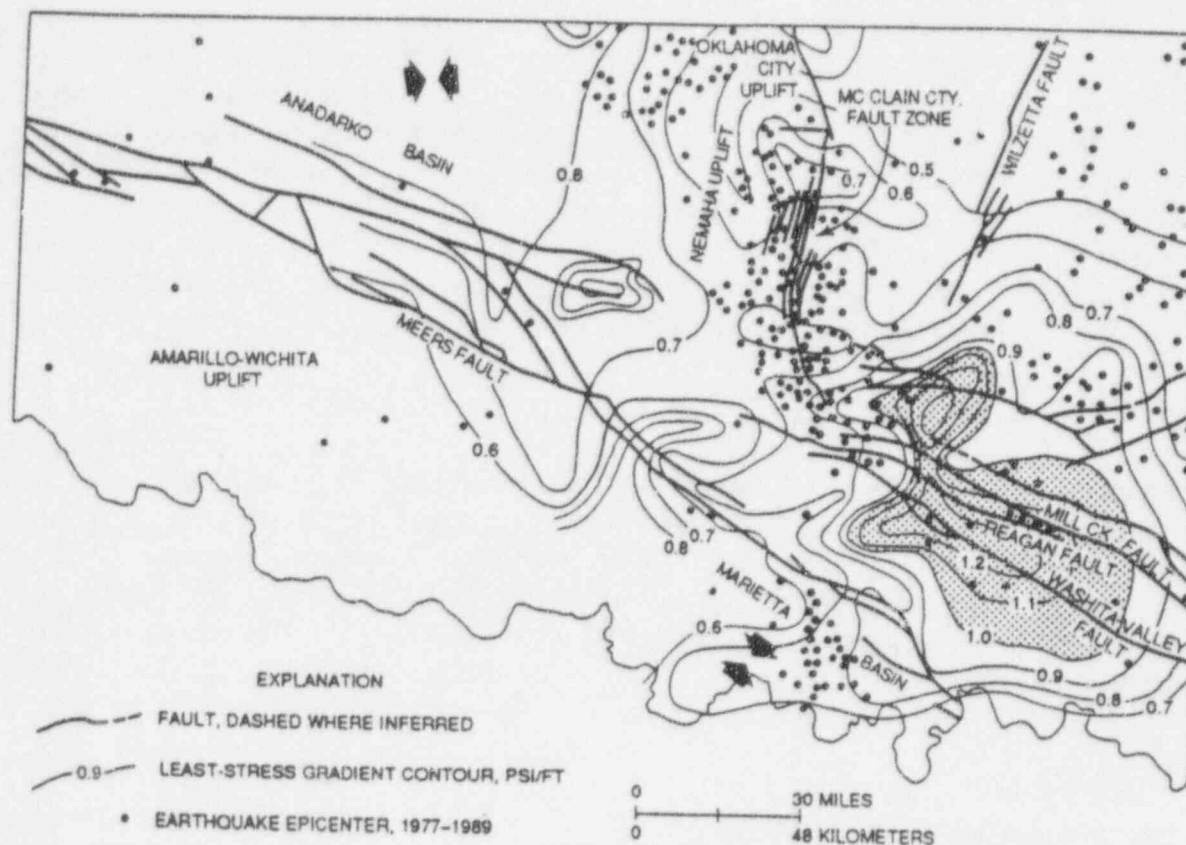 OKLAHOMA
CITY
UPLIFT
MC CLAIN CTY.
FAULT ZONE
WILZETTA FAULT
ANADARKO
BASIN
NEMAHA UPLIFT
0.8
0.5
0.7
0.6
MEERS FAULT
AMARILLO-WICHITA
UPLIFT
0.7
0.7
0.8
0.9
0.6
0.7
0.8
MILL CK. FAULT
REAGAN FAULT
WASHITA VALLEY
FAULT
1.2
1.1
1.0
MARIETTA
BASIN
0.6
0.9
0.8
0.7
EXPLANATION
FAULT, DASHED WHERE INFERRED
0.9 LEAST-STRESS GRADIENT CONTOUR, PSI/FT
EARTHQUAKE EPICENTER, 1977-1989
0 30 MILES
0 48 KILOMETERS